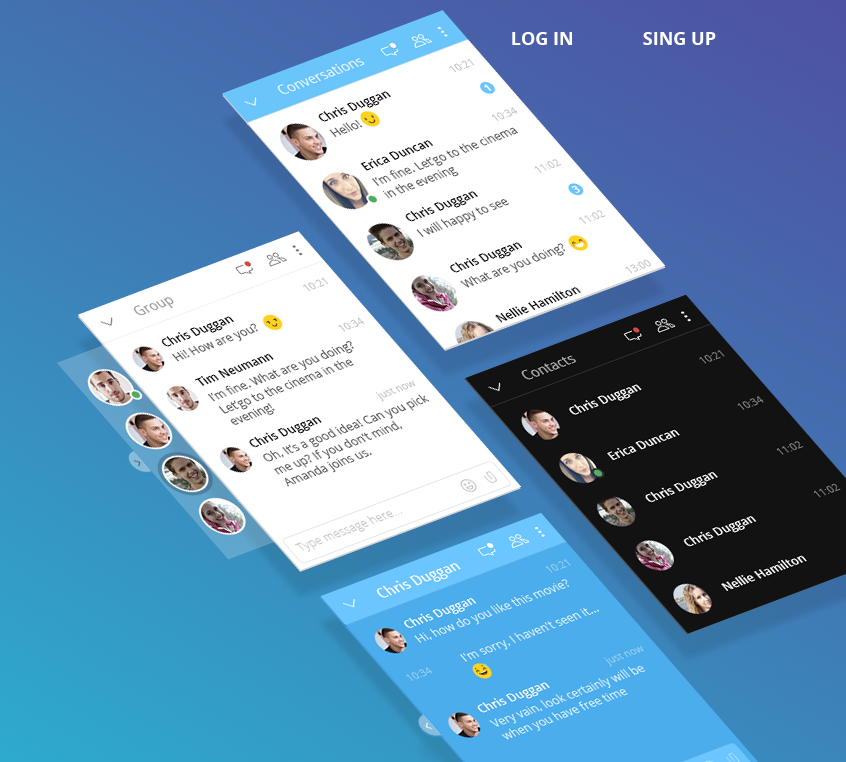 LOG IN
SING UP
Conversations
Chris Duggan
10:21
Hello!
1
Erica Duncan
10:34
I'm fine. Let'go to the cinema
in the evening
Chris Duggan
11:02
I will happy to see
3
Chris Duggan
11:02
What are you doing?
Nellie Hamilton
13:00
Group
Chris Duggan
10:21
Hi! How are you?
Tim Neumann
10:34
I'm fine. What are you doing?
Let'go to the cinema in the
evening!
Chris Duggan
just now
Oh, It's a good idea! Can you pick
me up? If you don't mind,
Amanda joins us.
Type message here...
Contacts
Chris Duggan
10:21
Erica Duncan
10:34
Chris Duggan
11:02
Chris Duggan
11:02
Nellie Hamilton
Chris Duggan
Chris Duggan
10:21
Hi, how do you like this movie?
I'm sorry, I haven't seen it...
10:34
Chris Duggan
just now
Very vain, look certainly will be
when you have free time